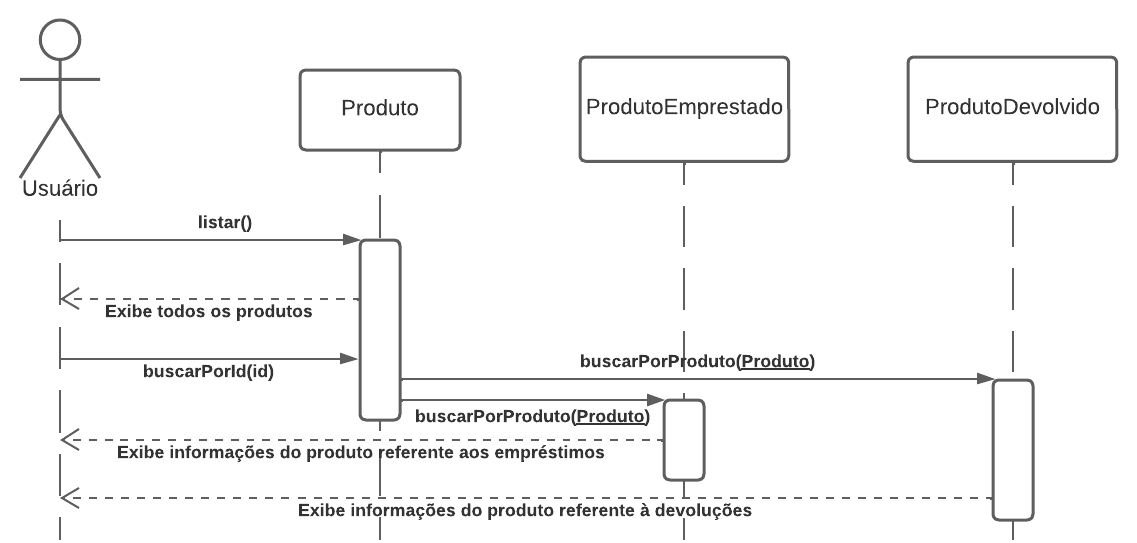 Produto
ProdutoEmprestado
ProdutoDevolvido
Usuário
listar()
Exibe todos os produtos
buscarPorProduto(Produto)
buscarPorId(id)
buscarPorProduto(Produto)
Exibe informações do produto referente aos empréstimos
Exibe informações do produto referente à devoluções